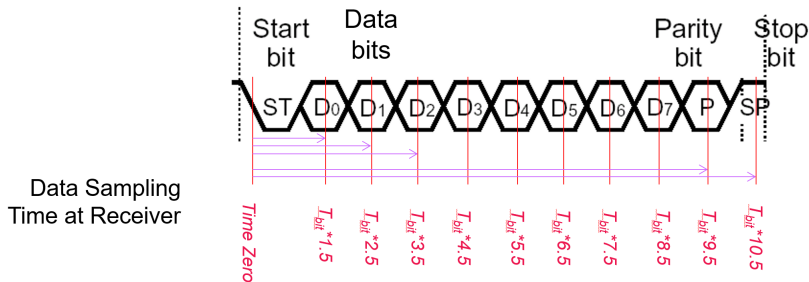 Start
bit
Data
bits
Parity
bit
Stop
bit
ST D0 D1 D2 D3 D4 D5 D6 D7 P SP
Data Sampling
Time at Receiver
Time Zero
Tbit*1.5
Tbit*2.5
Tbit*3.5
Tbit*4.5
Tbit*5.5
Tbit*6.5
Tbit*7.5
Tbit*8.5
Tbit*9.5
Tbit*10.5